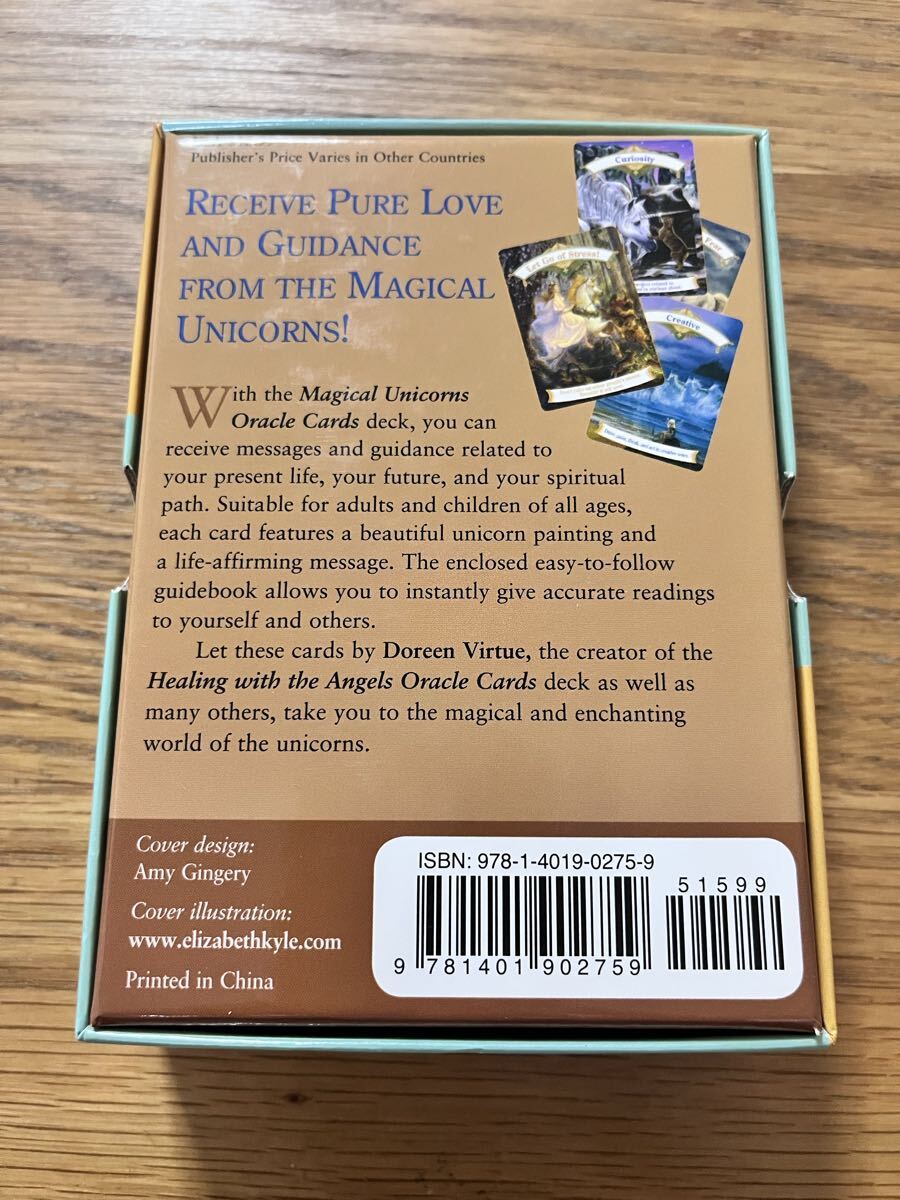 Publisher's Price Varies in Other Countries
RECEIVE PURE LOVE
AND GUIDANCE
FROM THE MAGICAL
UNICORNS!
Curiosity
Fear
Let Go of Stress!
Creative
With the Magical Unicorns
Oracle Cards deck, you can
receive messages and guidance related to
your present life, your future, and your spiritual
path. Suitable for adults and children of all ages,
each card features a beautiful unicorn painting and
a life-affirming message. The enclosed easy-to-follow
guidebook allows you to instantly give accurate readings
to yourself and others.
Let these cards by Doreen Virtue, the creator of the
Healing with the Angels Oracle Cards deck as well as
many others, take you to the magical and enchanting
world of the unicorns.
Cover design:
Amy Gingery
Cover illustration:
www.elizabethkyle.com
Printed in China
ISBN: 978-1-4019-0275-9
51599
9 781401 902759